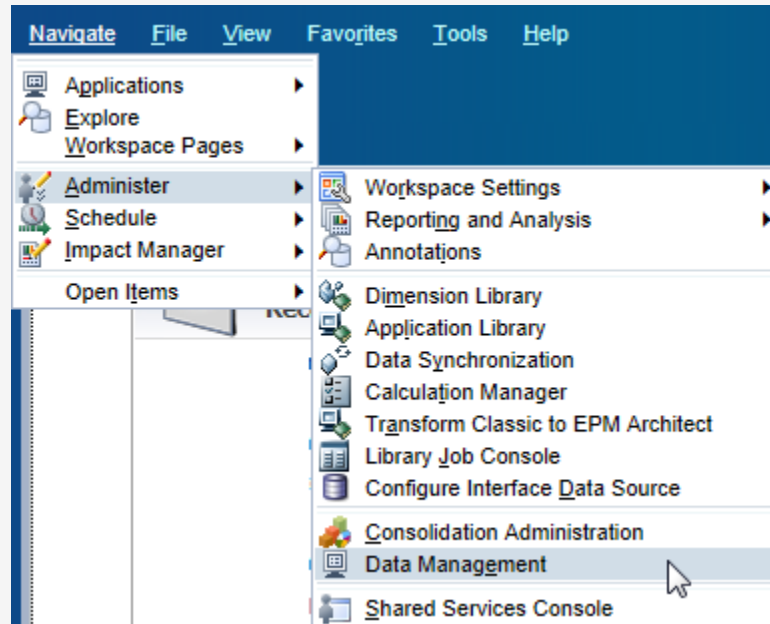 Navigate File View Favorites Tools Help
Applications
Explore
Workspace Pages
Administer
Schedule
Impact Manager
Open Items
Workspace Settings
Reporting and Analysis
Annotations
Dimension Library
Application Library
Data Synchronization
Calculation Manager
Transform Classic to EPM Architect
Library Job Console
Configure Interface Data Source
Consolidation Administration
Data Management
Shared Services Console